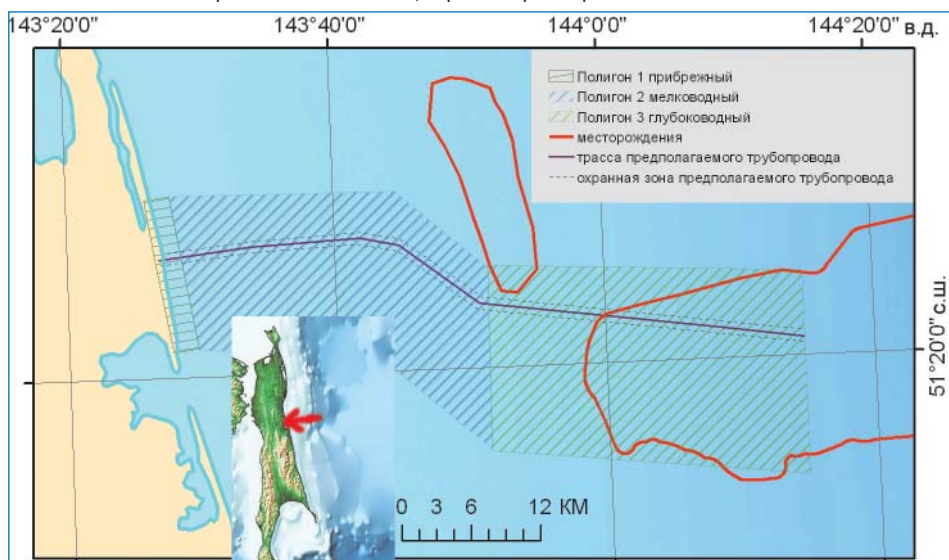 143°20'0"
143°40'0"
144°0'0"
144°20'0" в.д.
Полигон 1 прибрежный
Полигон 2 мелководный
Полигон 3 глубоководный
месторождения
трасса предполагаемого трубопровода
охранная зона предполагаемого трубопровода
51°20'0" с.ш.
0 3 6 12 КМ